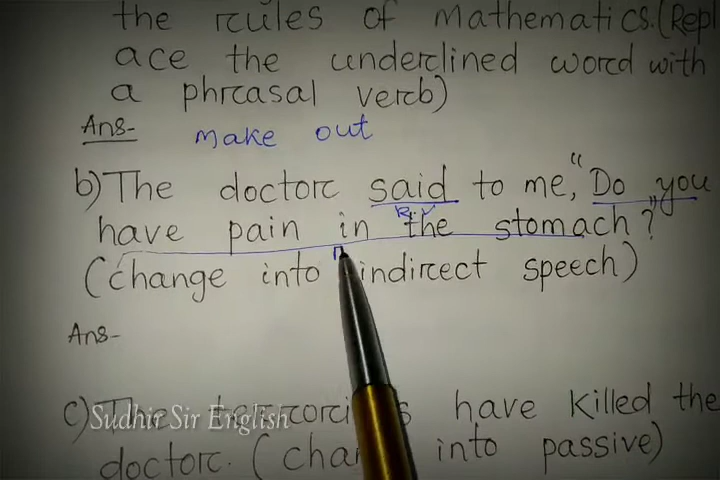 the rules of mathematics.(Repl
ace the underlined word with
a phrasal verb)
Ans- make out
b) The doctor said to me, "Do you
R.V
have pain in the stomach?"
(change into indirect speech)
Ans-
c) The have killed the
Sudhir Sir English
doctor. ( into passive)